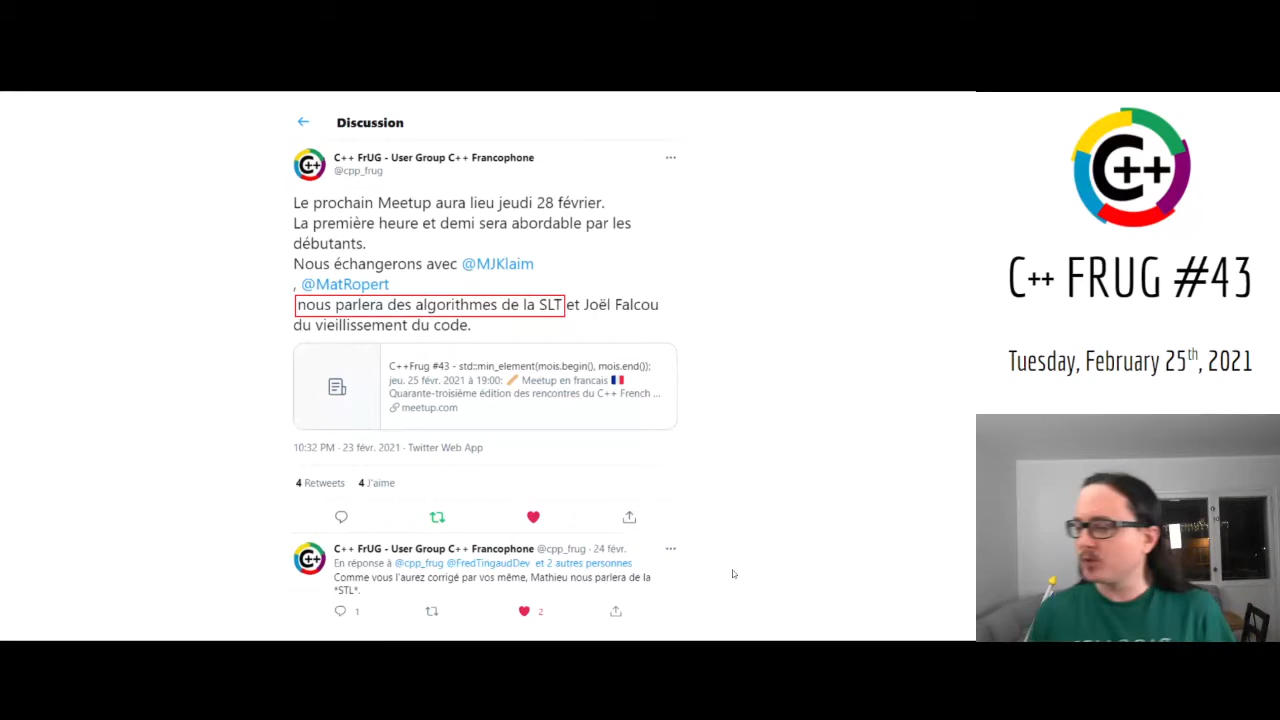 Discussion
C++ FrUG - User Group C++ Francophone
@cpp_frug
Le prochain Meetup aura lieu jeudi 28 février.
La première heure et demi sera abordable par les
débutants.
Nous échangerons avec @MJKlaim
, @MatRopert
nous parlera des algorithmes de la SLT et Joël Falcou
du vieillissement du code.
C++Frug #43 - std::min_element(mois.begin(), mois.end());
jeu. 25 févr. 2021 à 19:00: Meetup en francais
Quarante-troisième édition des rencontres du C++ French ...
meetup.com
10:32 PM · 23 févr. 2021 · Twitter Web App
4 Retweets 4 J'aime
C++ FrUG - User Group C++ Francophone @cpp_frug · 24 févr.
En réponse à @cpp_frug @FredTingaudDev et 2 autres personnes
Comme vous l'aurez corrigé par vos même, Mathieu nous parlera de la
*STL*.
1 2
C++
C++ FRUG #43
Tuesday, February 25th, 2021